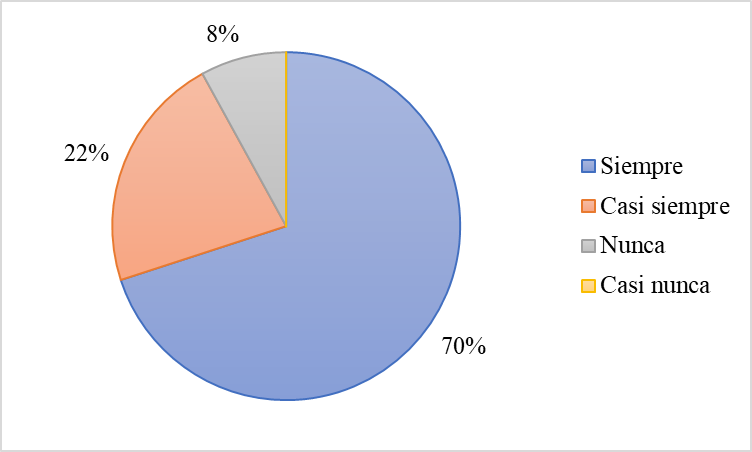 8%
22%
70%
Siempre
Casi siempre
Nunca
Casi nunca